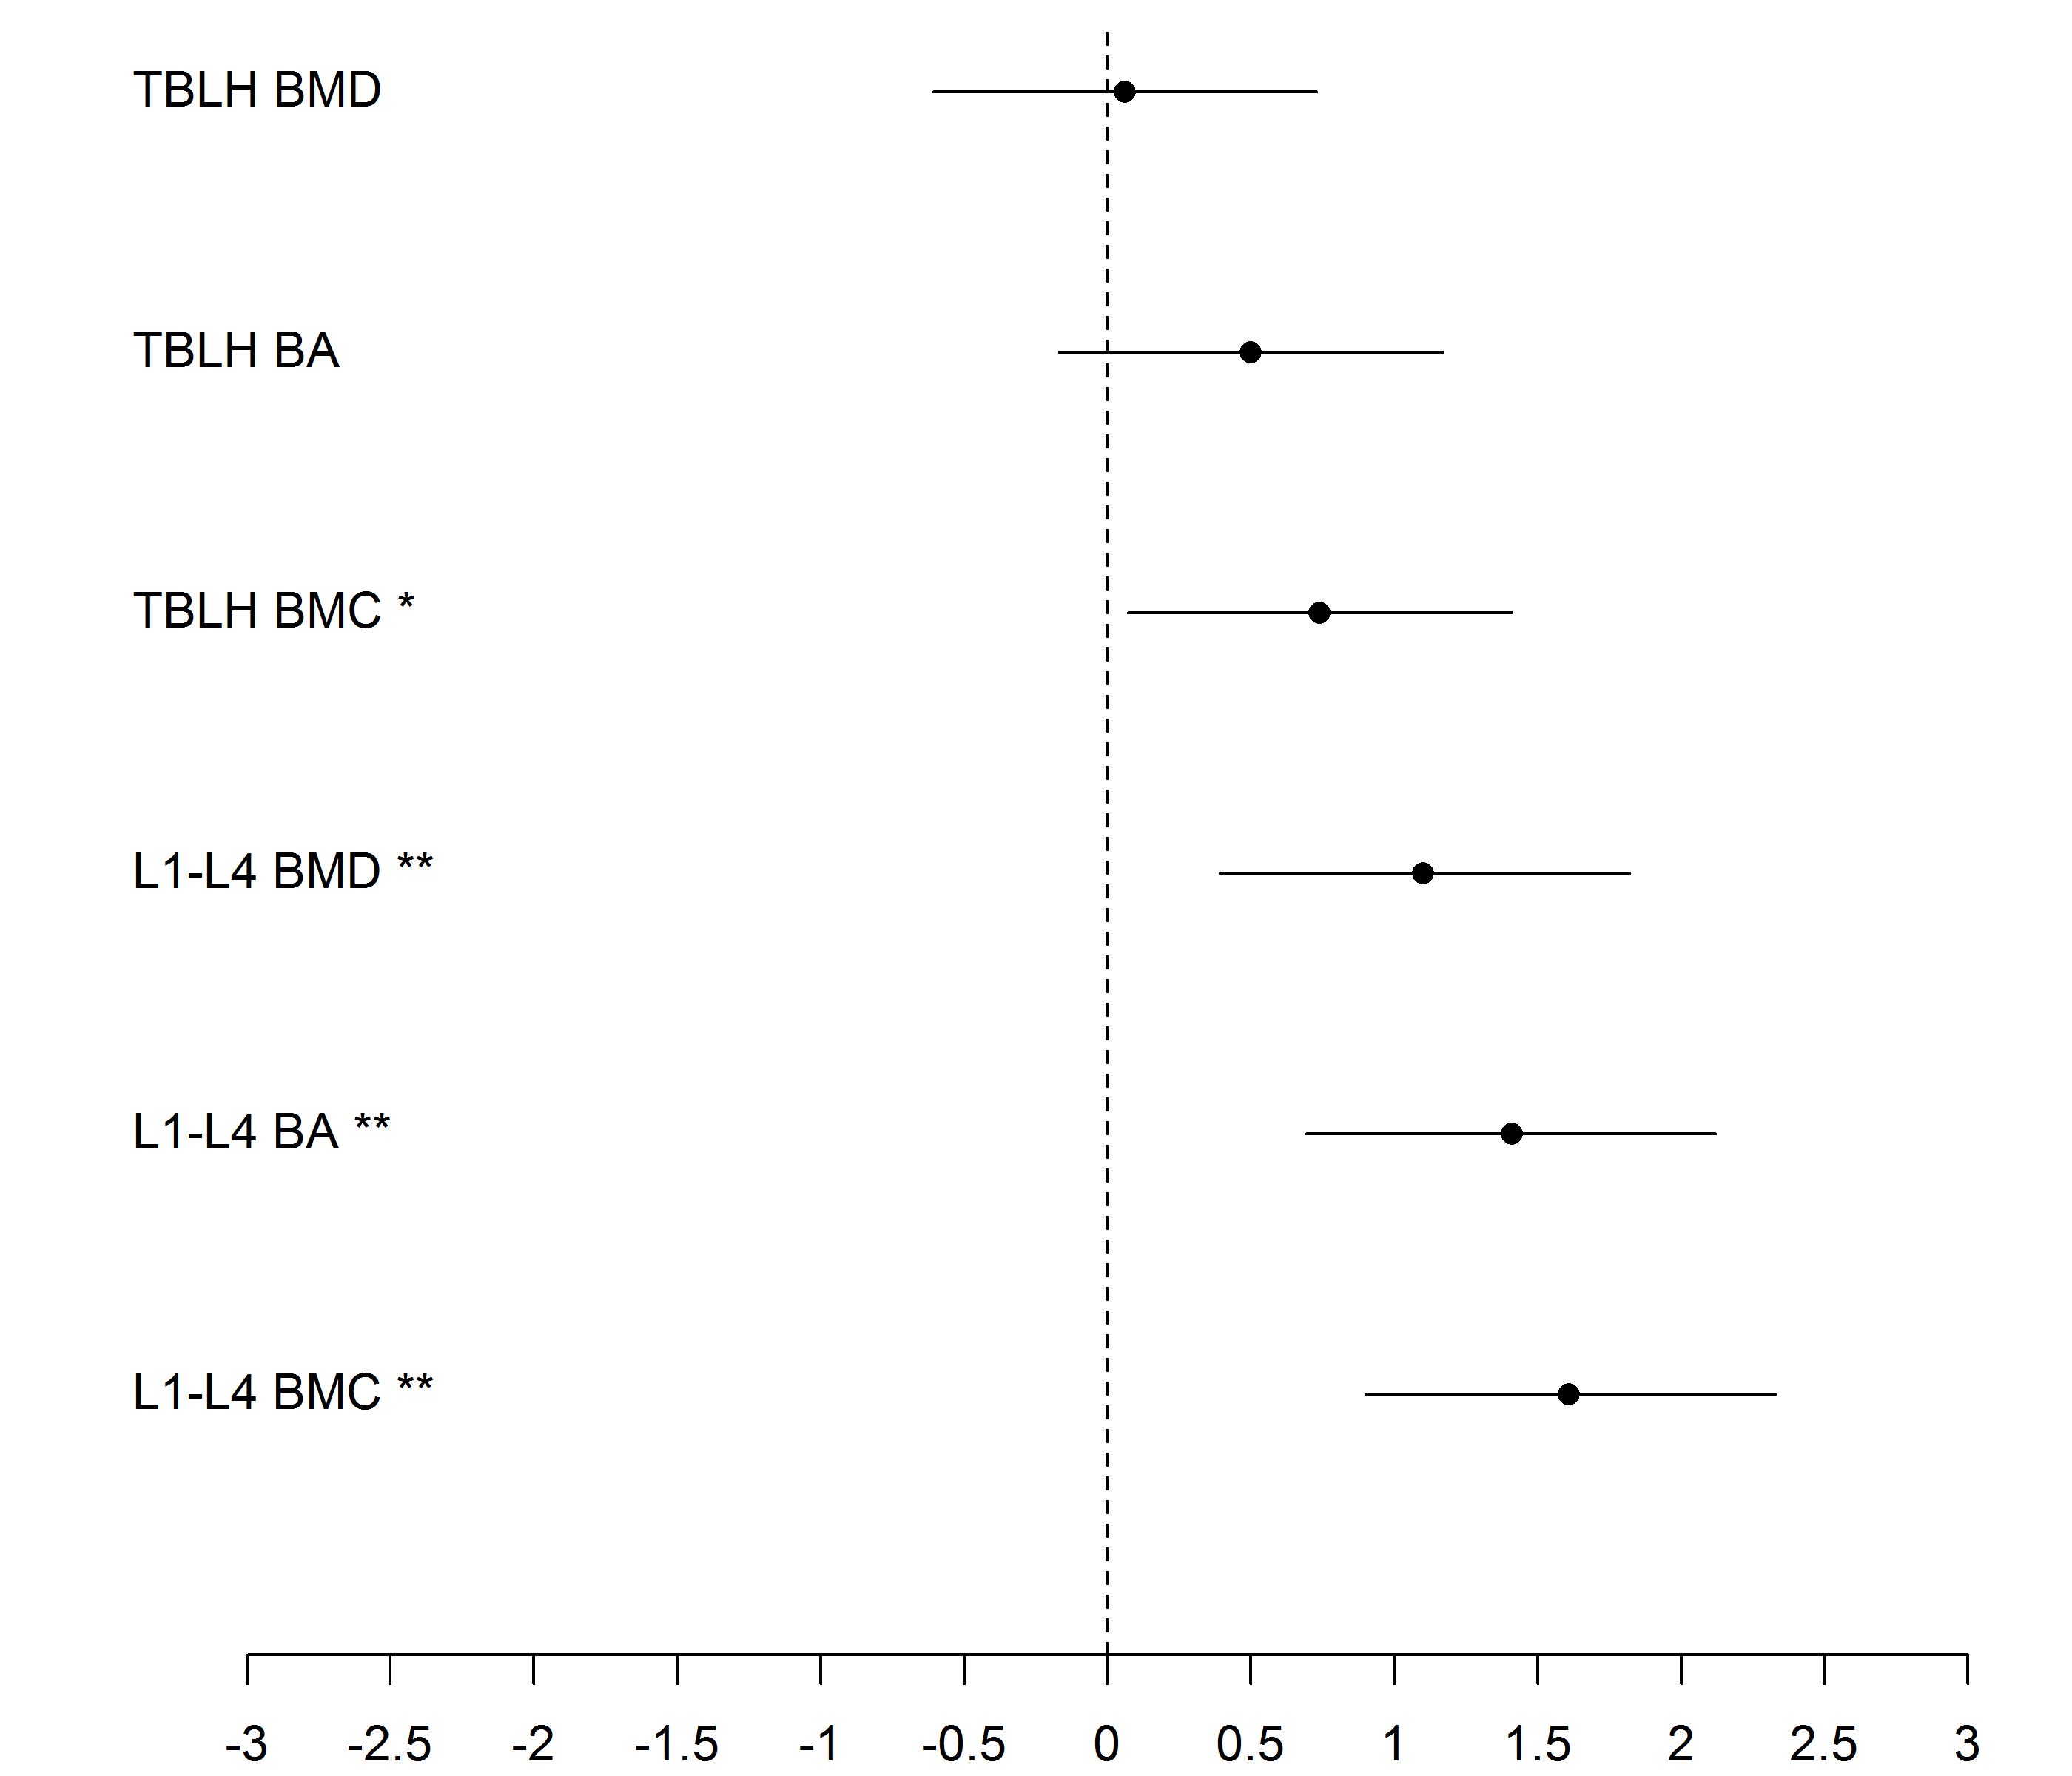 TBLH BMD
TBLH BA
TBLH BMC *
L1-L4 BMD **
L1-L4 BA **
L1-L4 BMC **
-3 -2.5 -2 -1.5 -1 -0.5 0 0.5 1 1.5 2 2.5 3